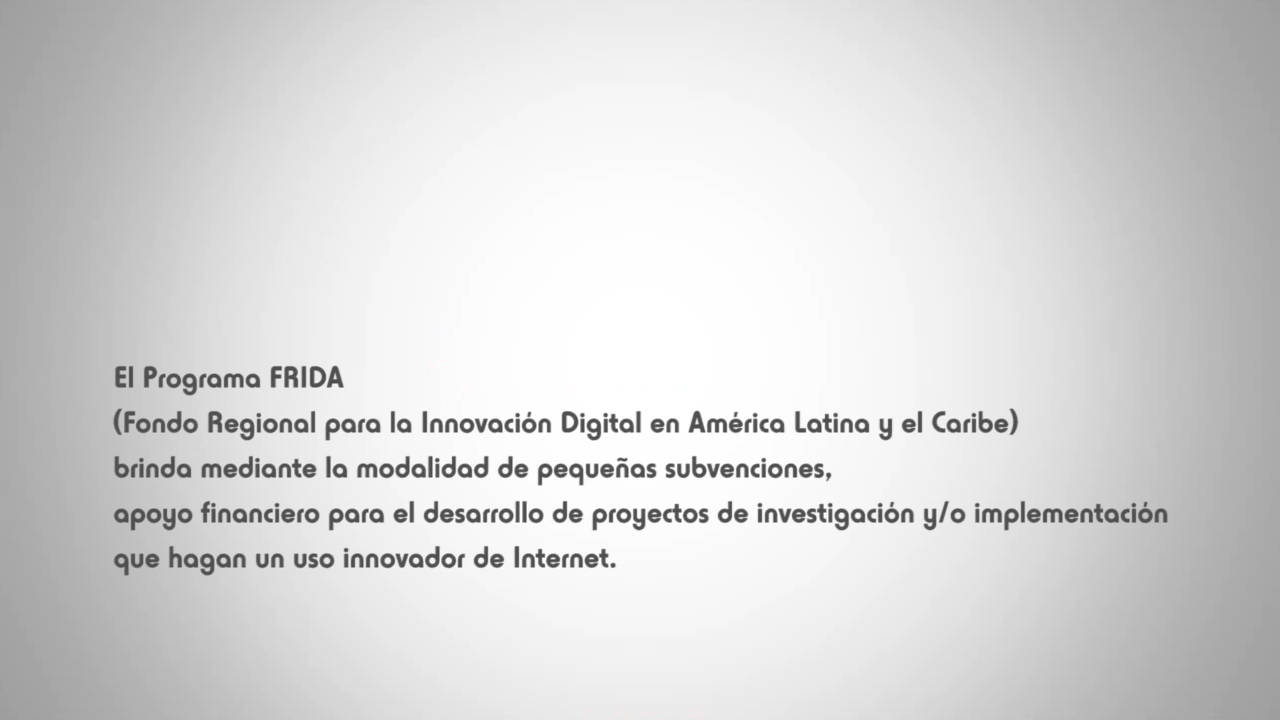 El Programa FRIDA
(Fondo Regional para la Innovación Digital en América Latina y el Caribe)
brinda mediante la modalidad de pequeñas subvenciones,
apoyo financiero para el desarrollo de proyectos de investigación y/o implementación
que hagan un uso innovador de Internet.